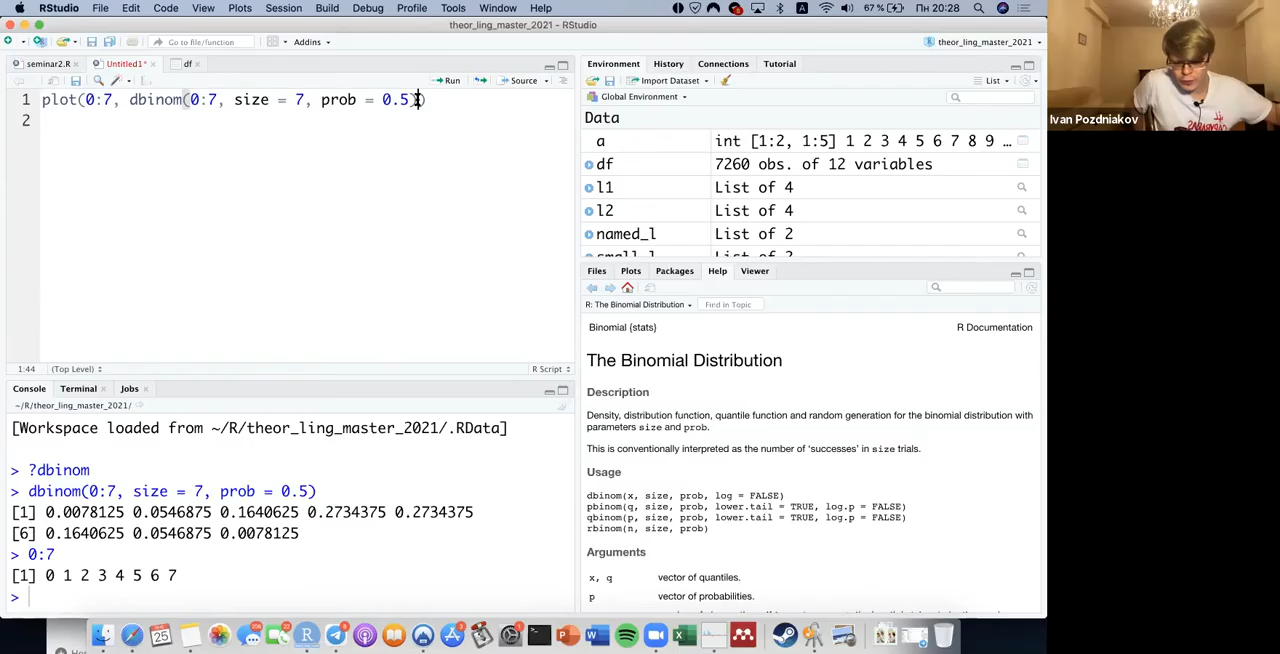 RStudio File Edit Code View Plots Session Build Debug Profile Tools Window Help 67 % Пн 20:28
theor_ling_master_2021 - RStudio
Go to file/function Addins theor_ling_master_2021
seminar2.R Untitled1* df
Run Source
1 plot(0:7, dbinom(0:7, size = 7, prob = 0.5))
2
1:44 (Top Level) R Script
Console Terminal Jobs
~/R/theor_ling_master_2021/
[Workspace loaded from ~/R/theor_ling_master_2021/.RData]
> ?dbinom
> dbinom(0:7, size = 7, prob = 0.5)
[1] 0.0078125 0.0546875 0.1640625 0.2734375 0.2734375
[6] 0.1640625 0.0546875 0.0078125
> 0:7
[1] 0 1 2 3 4 5 6 7
>
Environment History Connections Tutorial
Import Dataset List
Global Environment
Data
a int [1:2, 1:5] 1 2 3 4 5 6 7 8 9 …
df 7260 obs. of 12 variables
l1 List of 4
l2 List of 4
named_l List of 2
small_l List of 2
Files Plots Packages Help Viewer
R: The Binomial Distribution Find in Topic
Binomial {stats} R Documentation
The Binomial Distribution
Description
Density, distribution function, quantile function and random generation for the binomial distribution with
parameters size and prob.
This is conventionally interpreted as the number of ‘successes’ in size trials.
Usage
dbinom(x, size, prob, log = FALSE)
pbinom(q, size, prob, lower.tail = TRUE, log.p = FALSE)
qbinom(p, size, prob, lower.tail = TRUE, log.p = FALSE)
rbinom(n, size, prob)
Arguments
x, q vector of quantiles.
p vector of probabilities.
Ivan Pozdniakov